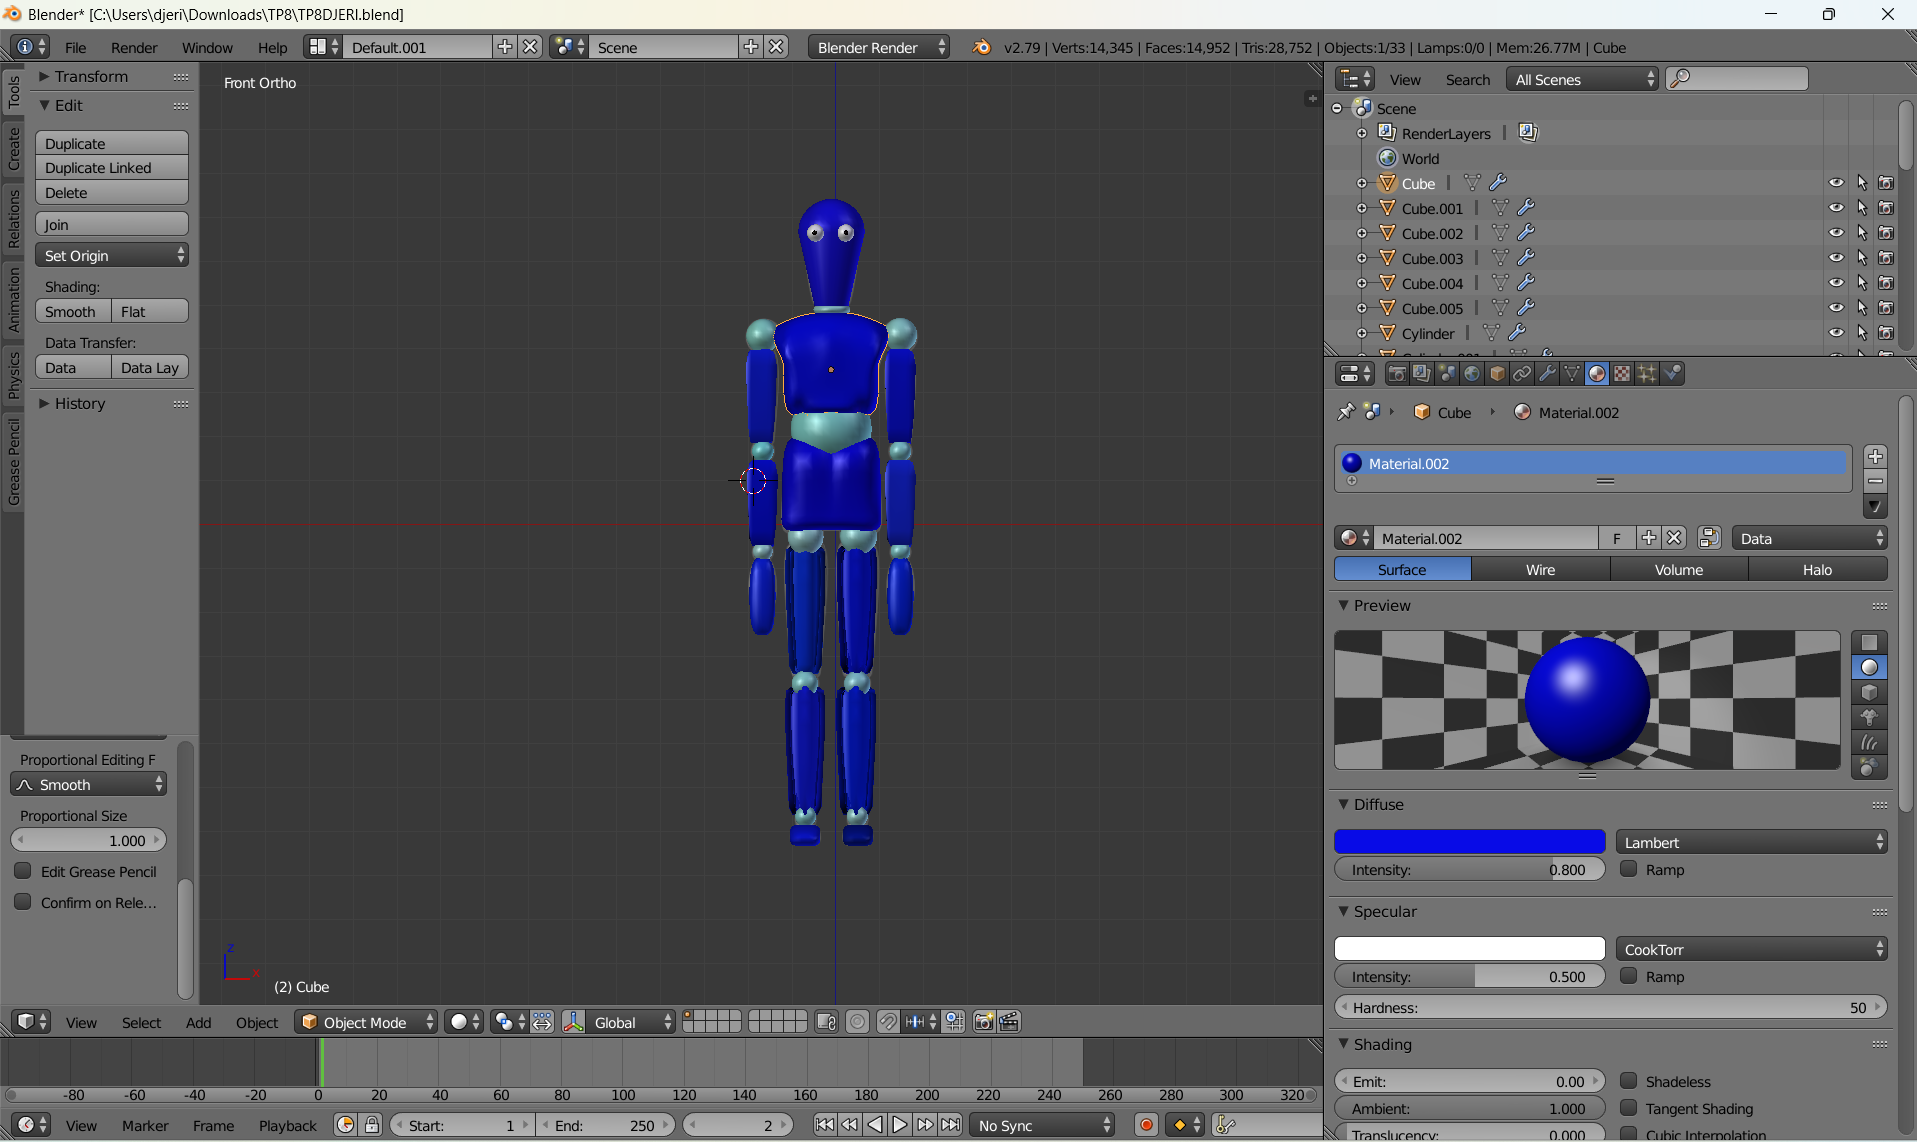 Blender* [C:\Users\djeri\Downloads\TP8\TP8DJERI.blend]
File Render Window Help Default.001 Scene Blender Render v2.79 | Verts:14,345 | Faces:14,952 | Tris:28,752 | Objects:1/33 | Lamps:0/0 | Mem:26.77M | Cube
Tools
Create
Relations
Animation
Physics
Grease Pencil
Transform
Edit
Duplicate
Duplicate Linked
Delete
Join
Set Origin
Shading:
Smooth Flat
Data Transfer:
Data Data Lay
History
Proportional Editing F
Smooth
Proportional Size
1.000
Edit Grease Pencil
Confirm on Rele...
Front Ortho
z
x
(2) Cube
View Select Add Object Object Mode Global
-80 -60 -40 -20 0 20 40 60 80 100 120 140 160 180 200 220 240 260 280 300 320
View Marker Frame Playback Start: 1 End: 250 2 No Sync
View Search All Scenes
Scene
RenderLayers
World
Cube
Cube.001
Cube.002
Cube.003
Cube.004
Cube.005
Cylinder
Cube Material.002
Material.002
Material.002 F Data
Surface Wire Volume Halo
Preview
Diffuse
Lambert
Intensity: 0.800 Ramp
Specular
CookTorr
Intensity: 0.500 Ramp
Hardness: 50
Shading
Emit: 0.00 Shadeless
Ambient: 1.000 Tangent Shading
Translucency: 0.000 Cubic Interpolation